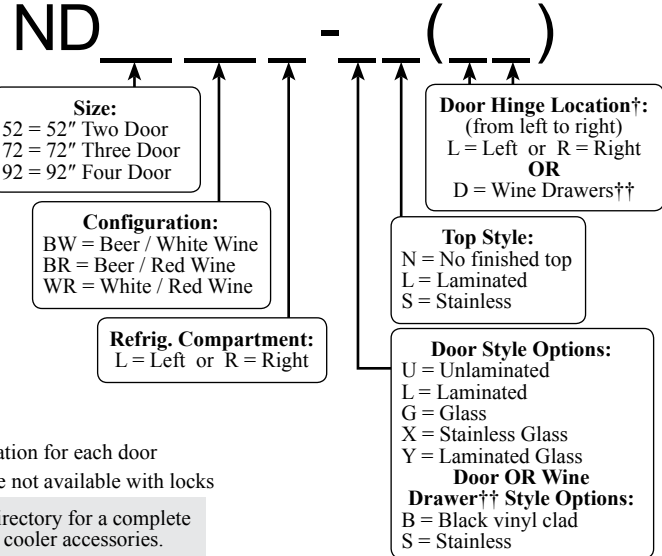 ND - ( )
Size:
52 = 52″ Two Door
72 = 72″ Three Door
92 = 92″ Four Door
Configuration:
BW = Beer / White Wine
BR = Beer / Red Wine
WR = White / Red Wine
Refrig. Compartment:
L = Left or R = Right
Door Hinge Location†:
(from left to right)
L = Left or R = Right
OR
D = Wine Drawers††
Top Style:
N = No finished top
L = Laminated
S = Stainless
Door Style Options:
U = Unlaminated
L = Laminated
G = Glass
X = Stainless Glass
Y = Laminated Glass
Door OR Wine
Drawer†† Style Options:
B = Black vinyl clad
S = Stainless
ation for each door
e not available with locks
irectory for a complete
cooler accessories.